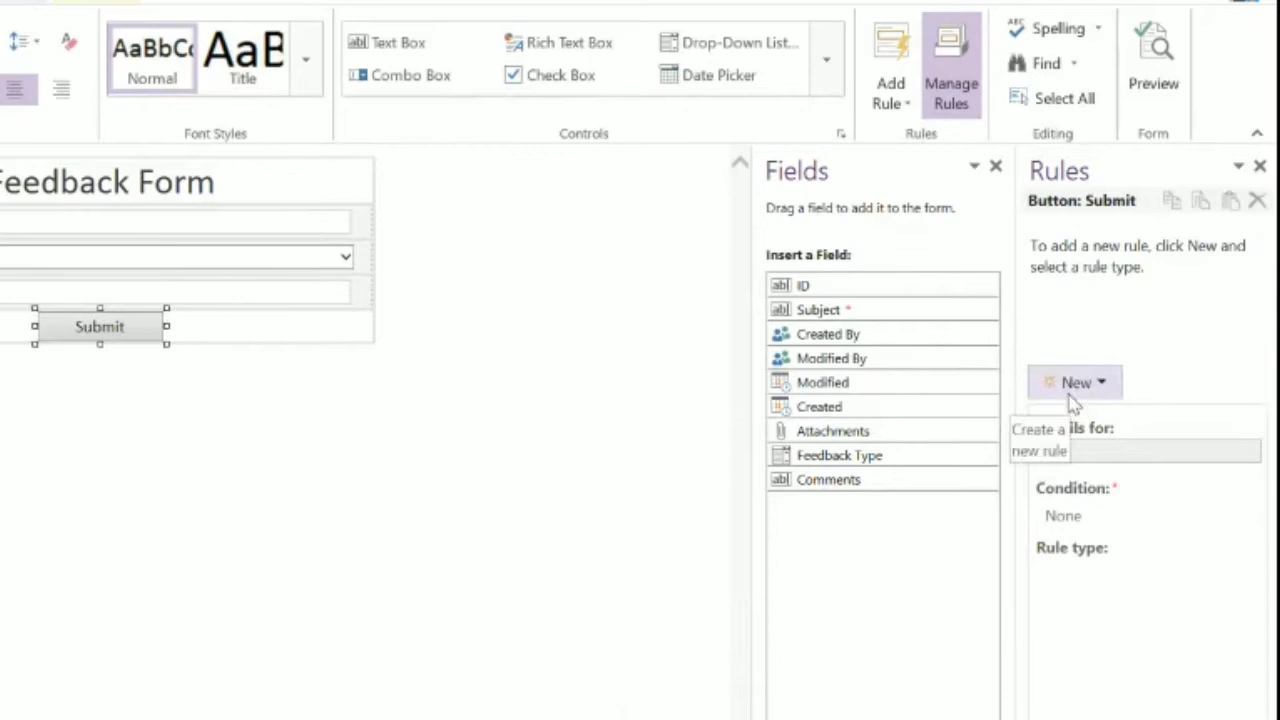 AaBbCc
Normal
AaB
Title
Font Styles
Text Box
Rich Text Box
Drop-Down List...
Combo Box
Check Box
Date Picker
Controls
Add
Rule
Manage
Rules
Rules
Spelling
Find
Select All
Editing
Preview
Form
Feedback Form
Submit
Fields
Drag a field to add it to the form.
Insert a Field:
ID
Subject *
Created By
Modified By
Modified
Created
Attachments
Feedback Type
Comments
Rules
Button: Submit
To add a new rule, click New and
select a rule type.
New
Create a
new rule
ils for:
Condition:*
None
Rule type: